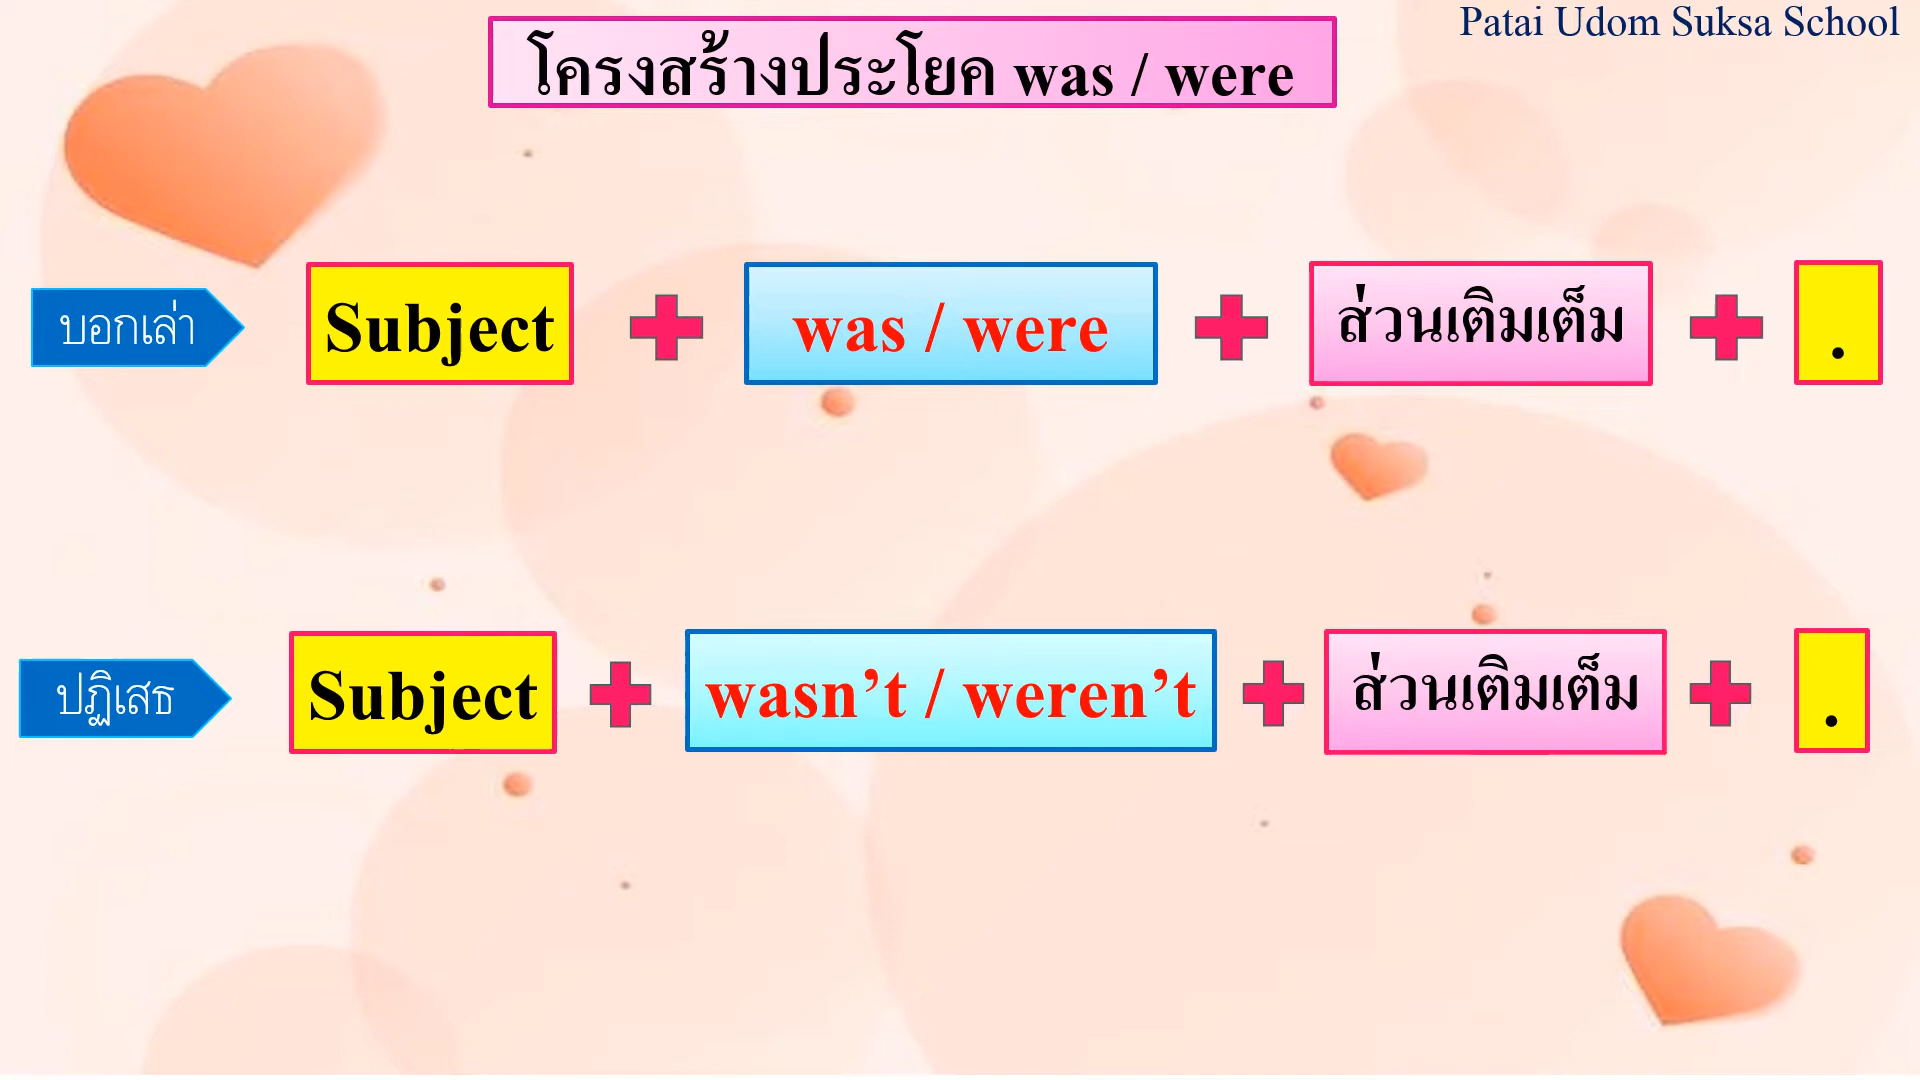 Patai Udom Suksa School
โครงสร้างประโยค was / were
บอกเล่า Subject was / were ส่วนเติมเต็ม .
ปฏิเสธ Subject wasn’t / weren’t ส่วนเติมเต็ม .